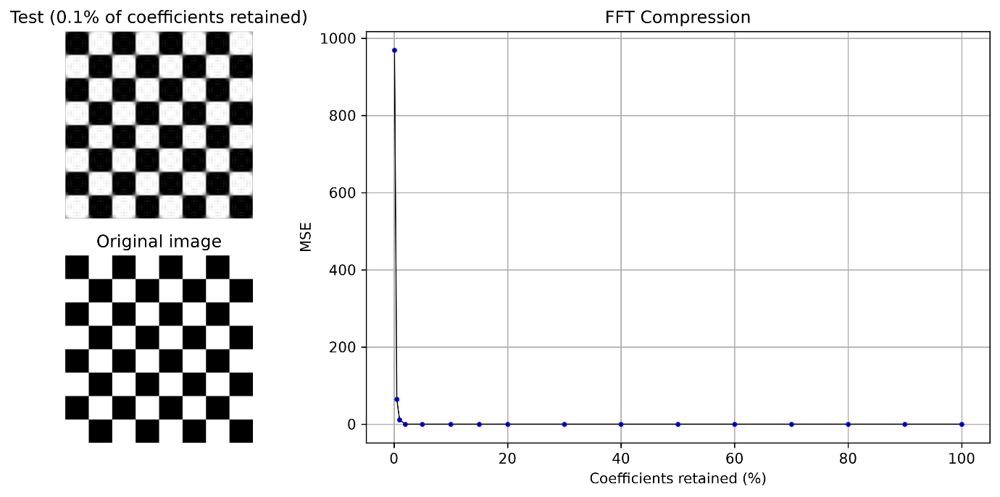 Test (0.1% of coefficients retained)
Original image
FFT Compression
1000
800
600
400
200
0
MSE
0 20 40 60 80 100
Coefficients retained (%)